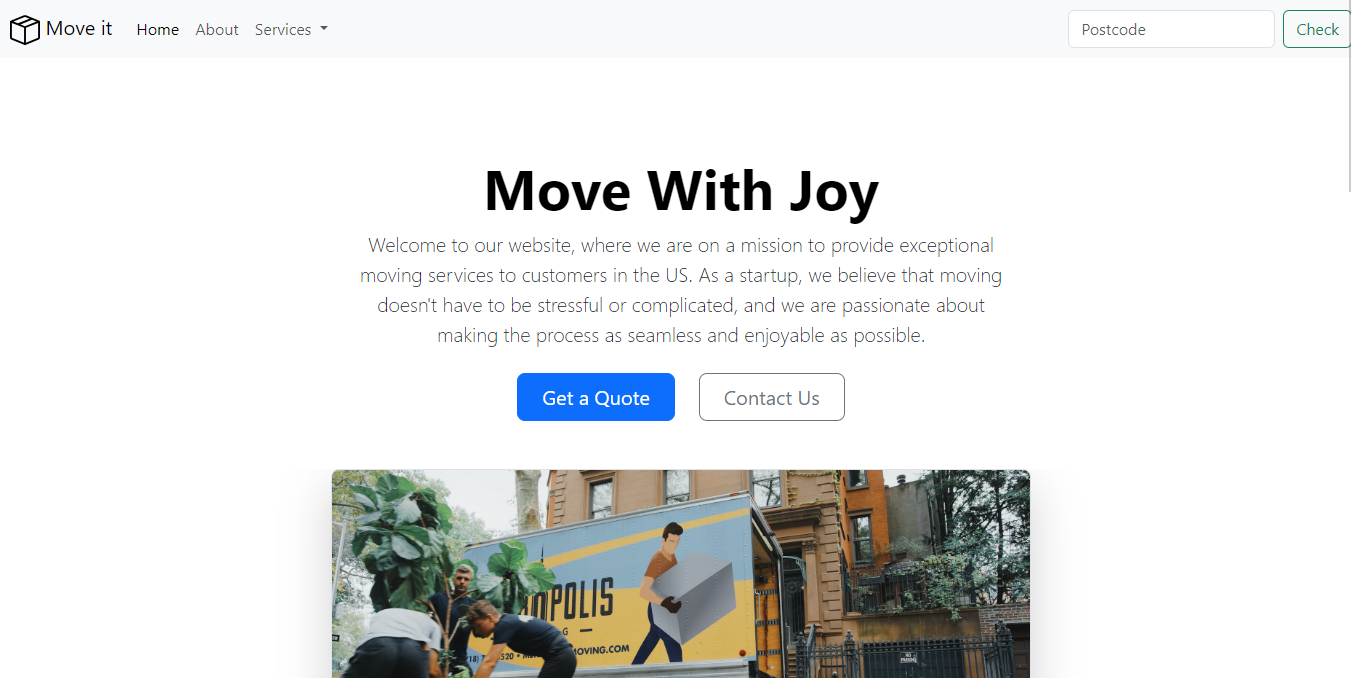 Move it Home About Services Postcode Check
Move With Joy
Welcome to our website, where we are on a mission to provide exceptional
moving services to customers in the US. As a startup, we believe that moving
doesn't have to be stressful or complicated, and we are passionate about
making the process as seamless and enjoyable as possible.
Get a Quote Contact Us
POLIS
G
OVING.COM
NO
PARKING